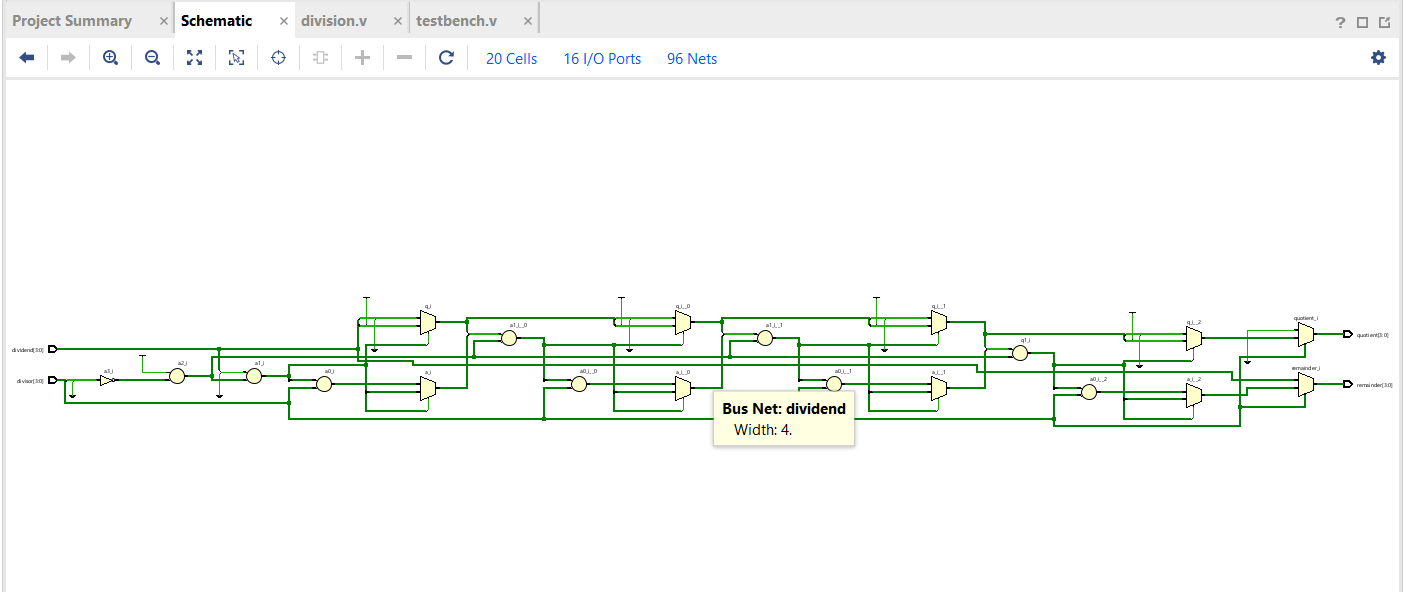 Project Summary × Schematic × division.v × testbench.v ×
?
20 Cells 16 I/O Ports 96 Nets
q_i q_i__0 q_i__1
quotient_i
q_i__2
a1_i__0 a1_i__1
quotient[3:0]
dividend[3:0]
q1_i
a2_i a1_i
remainder_i
a3_i a0_i a_i a0_i__0 a_i__0 a0_i__1 a_i__1
divisor[3:0]
a0_i__2 a_i__2
remainder[3:0]
Bus Net: dividend
Width: 4.